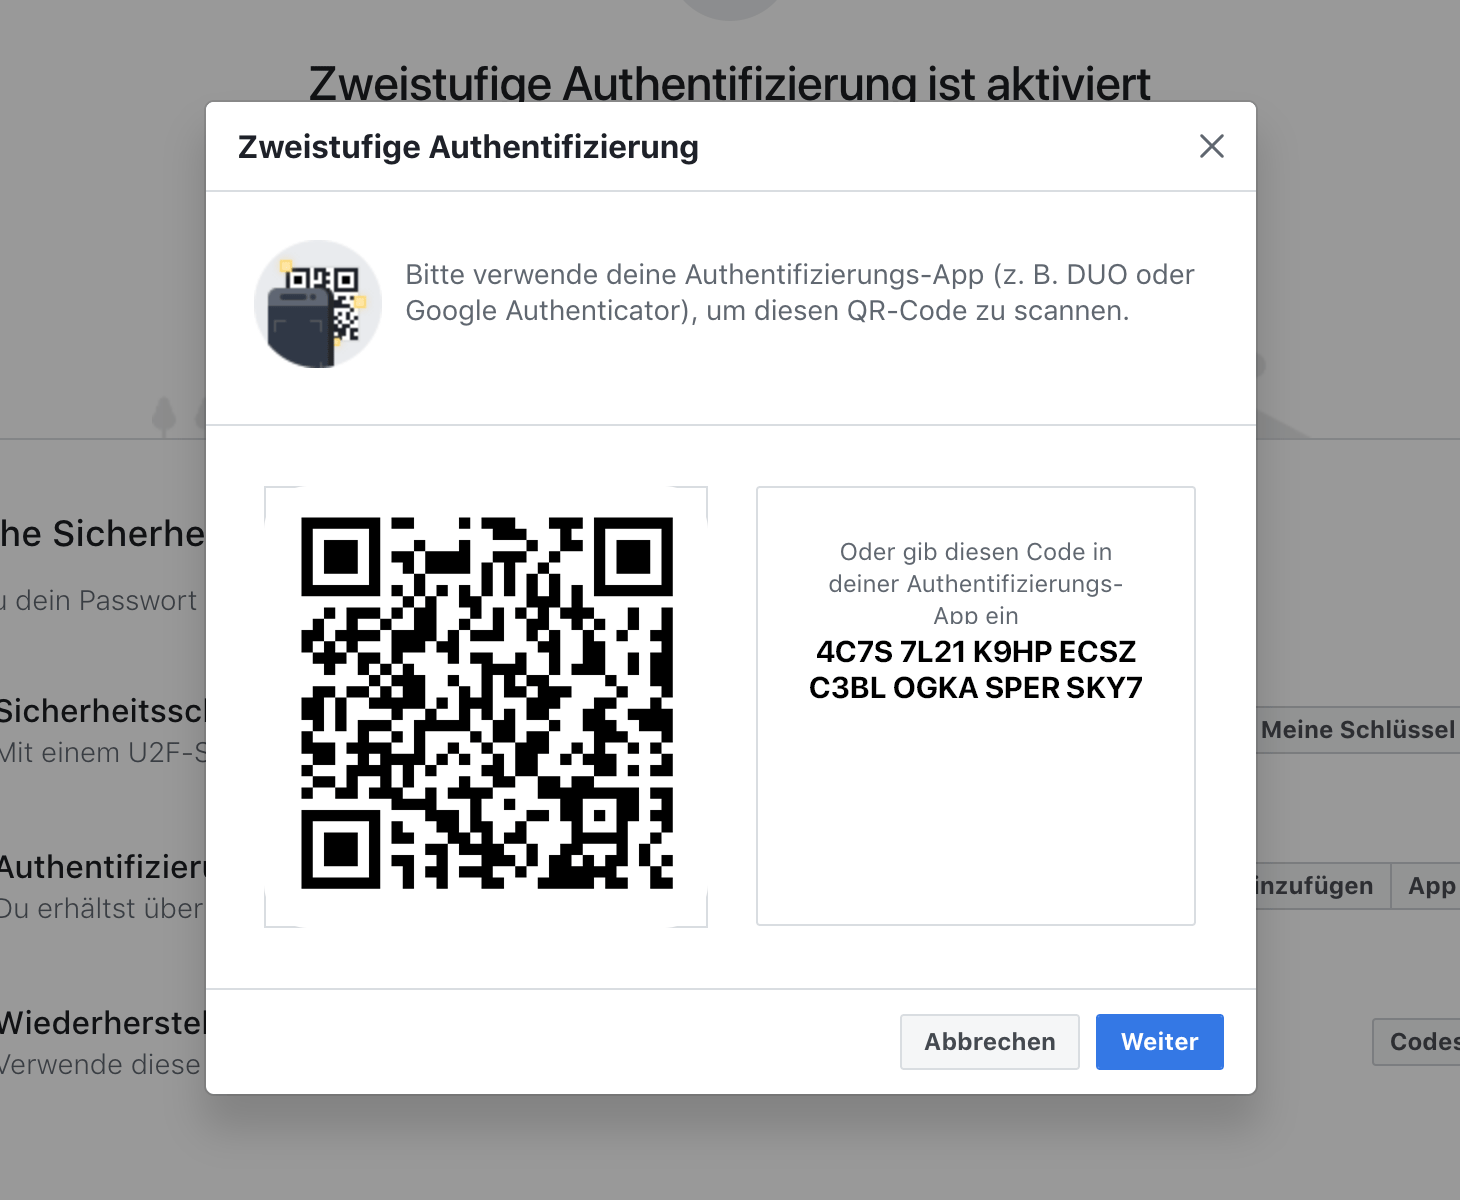 Zweistufige Authentifizierung ist aktiviert
Zweistufige Authentifizierung
Bitte verwende deine Authentifizierungs-App (z. B. DUO oder
Google Authenticator), um diesen QR-Code zu scannen.
Oder gib diesen Code in
deiner Authentifizierungs-
App ein
4C7S 7L21 K9HP ECSZ
C3BL OGKA SPER SKY7
he Sicherhe
u dein Passwort
Sicherheitssc
Mit einem U2F-S
Meine Schlüssel
Authentifizieru
Du erhältst über
inzufügen
App
Wiederherstel
Verwende diese
Codes
Abbrechen
Weiter